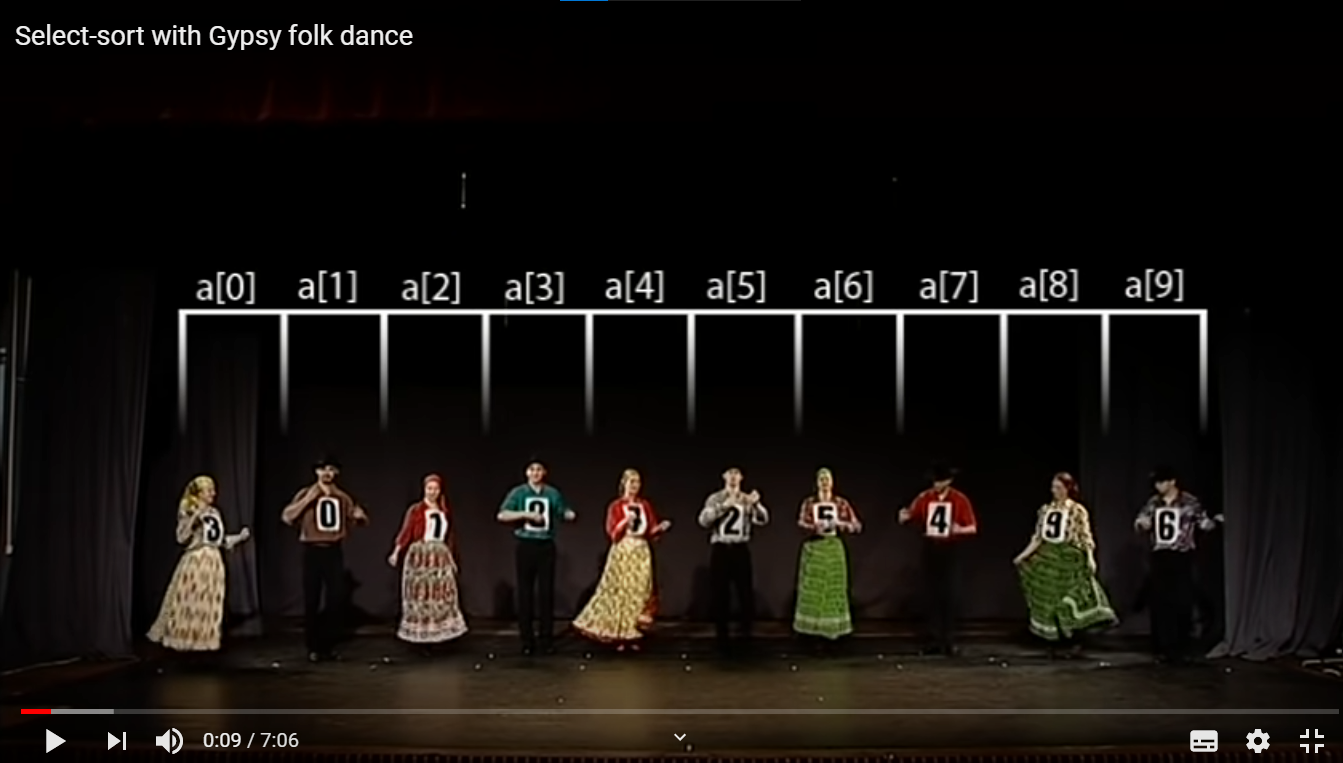 Select-sort with Gypsy folk dance
a[0] a[1] a[2] a[3] a[4] a[5] a[6] a[7] a[8] a[9]
3 0 1 2 5 4 9 6
0:09 / 7:06